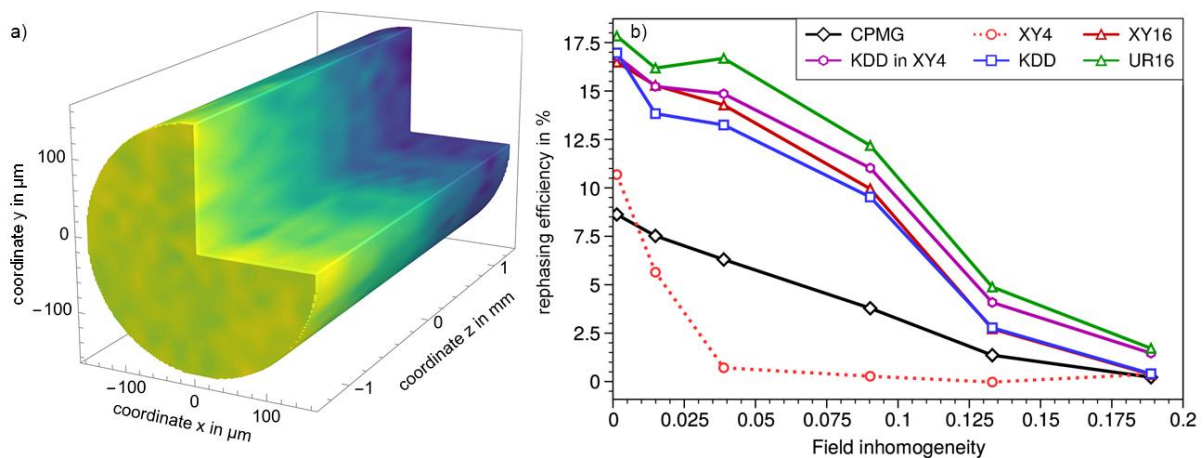 a)
coordinate y in μm
100
0
−100
−100
0
100
coordinate x in μm
−1
0
1
coordinate z in mm
b)
CPMG
XY4
XY16
KDD in XY4
KDD
UR16
rephasing efficiency in %
17.5
15
12.5
10
7.5
5
2.5
0
0
0.025
0.05
0.075
0.1
0.125
0.15
0.175
0.2
Field inhomogeneity